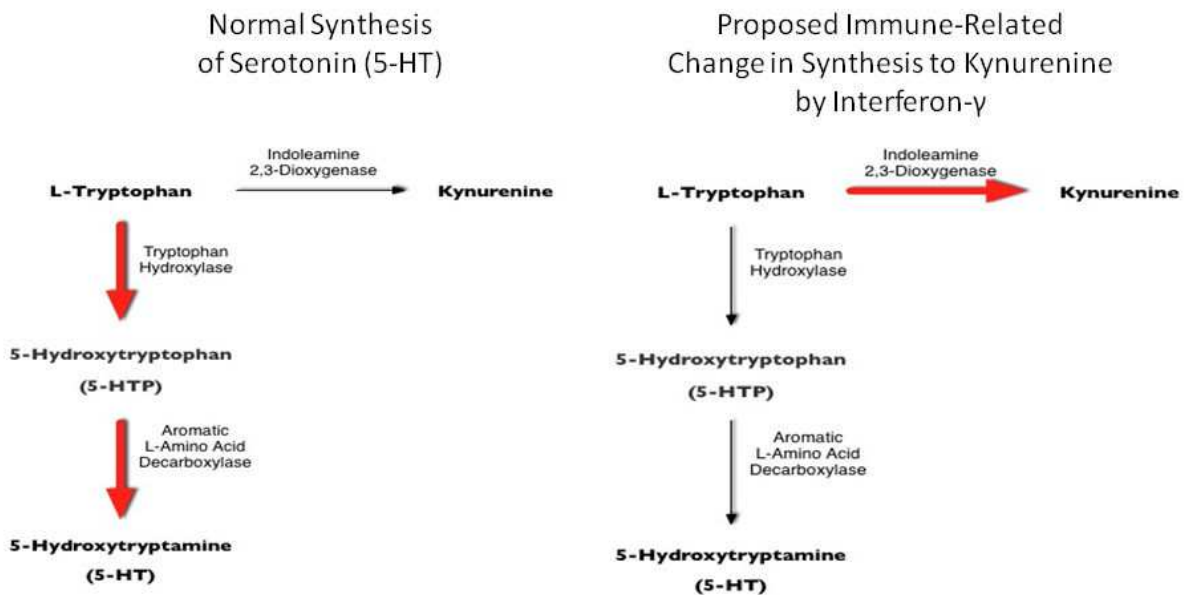 Normal Synthesis
of Serotonin (5-HT)
Indoleamine
2,3-Dioxygenase
L-Tryptophan
Kynurenine
Tryptophan
Hydroxylase
5-Hydroxytryptophan
(5-HTP)
Aromatic
L-Amino Acid
Decarboxylase
5-Hydroxytryptamine
(5-HT)
Proposed Immune-Related
Change in Synthesis to Kynurenine
by Interferon-γ
Indoleamine
2,3-Dioxygenase
L-Tryptophan
Kynurenine
Tryptophan
Hydroxylase
5-Hydroxytryptophan
(5-HTP)
Aromatic
L-Amino Acid
Decarboxylase
5-Hydroxytryptamine
(5-HT)